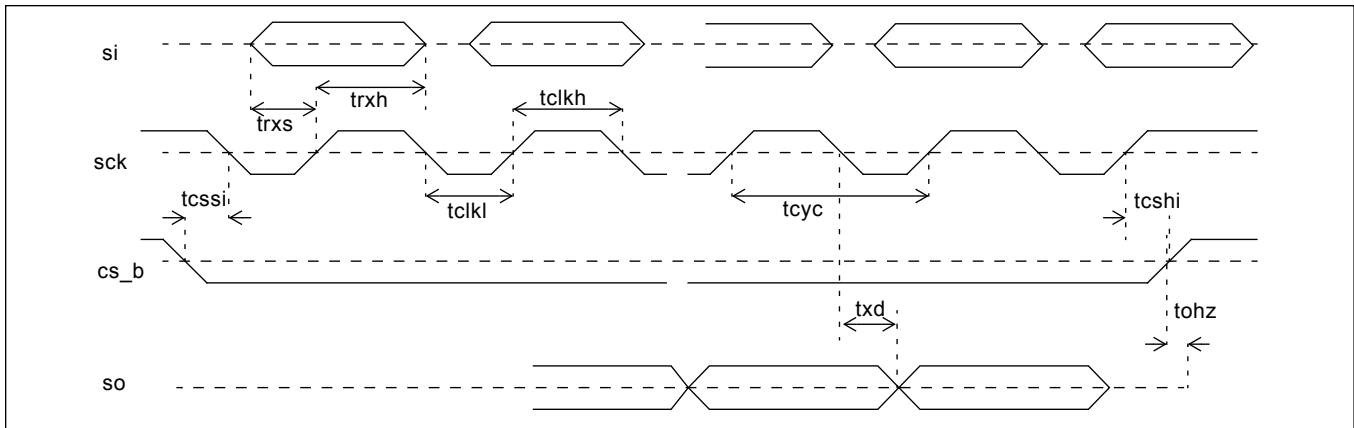 si
trxs
trxh
tclkh
sck
tcssi
tclkl
tcyc
tcshi
cs_b
txd
tohz
so